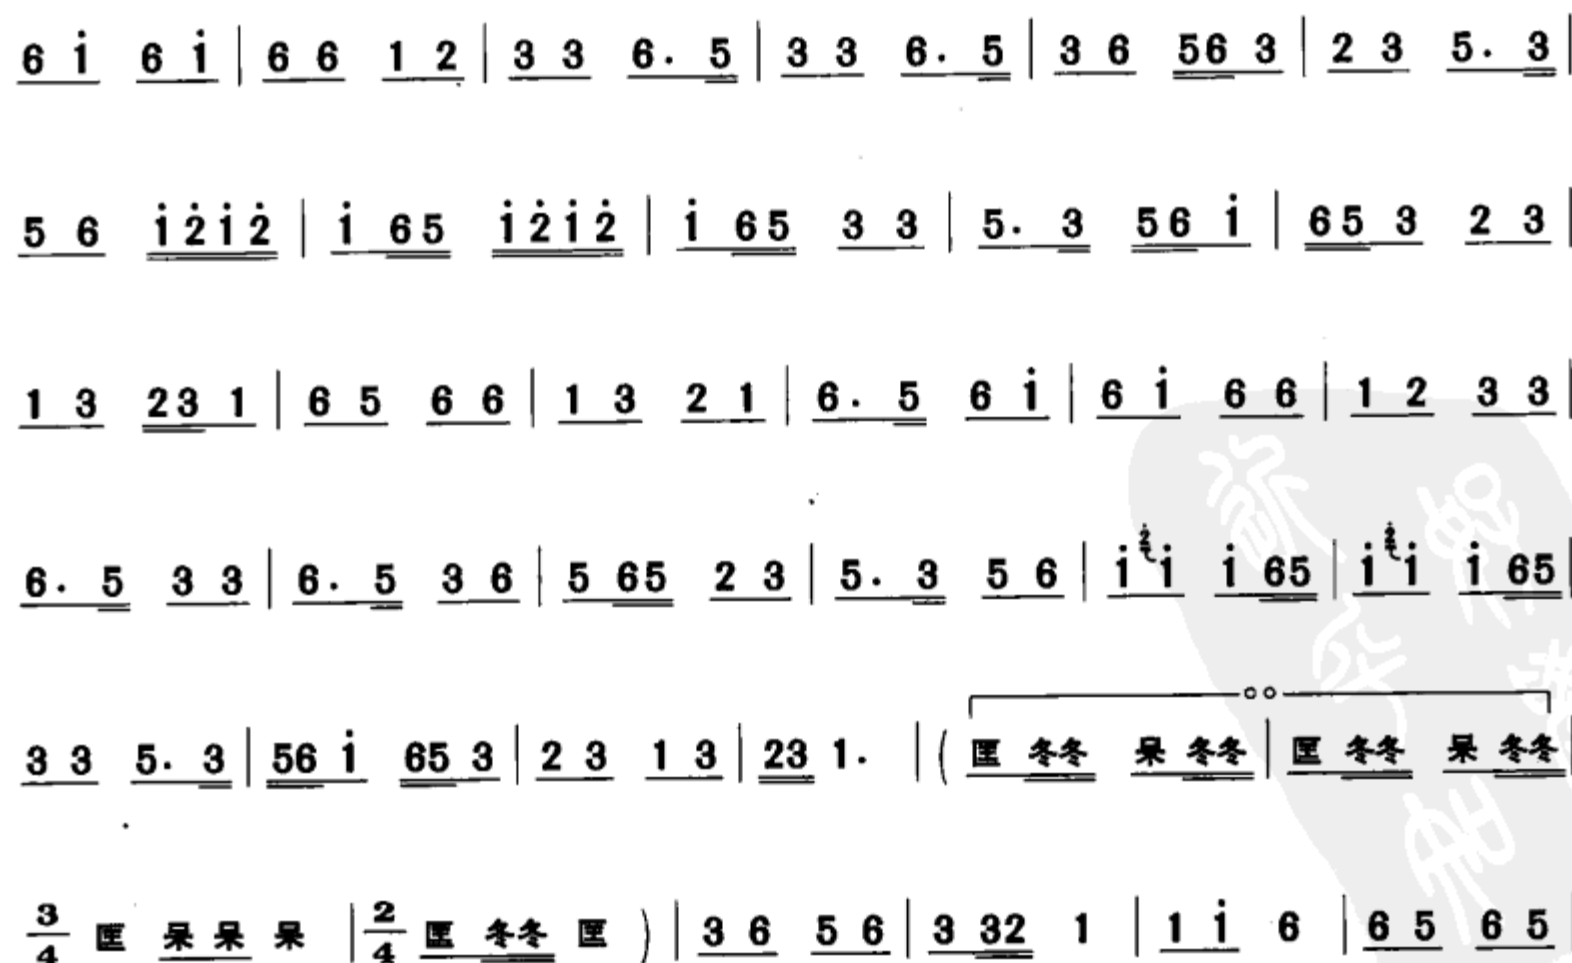 6 i 6 i | 6 6 1 2 | 3 3 6. 5 | 3 3 6. 5 | 3 6 56 3 | 2 3 5. 3 |
5 6 i̇ 2̇ i̇ 2̇ | i̇ 65 i̇ 2̇ i̇ 2̇ | i̇ 65 3 3 | 5. 3 56 i̇ | 65 3 2 3 |
1 3 23 1 | 6 5 6 6 | 1 3 2 1 | 6. 5 6 i̇ | 6 i̇ 6 6 | 1 2 3 3 |
6. 5 3 3 | 6. 5 3 6 | 5 65 2 3 | 5. 3 5 6 | i̇ 2̇ i̇ i̇ 65 | i̇ 2̇ i̇ i̇ 65 |
3 3 5. 3 | 56 i̇ 65 3 | 2 3 1 3 | 23 1. | ( 匡 冬冬 呆 冬冬 | 匡 冬冬 呆 冬冬 |
3/4 匡 呆 呆 呆 | 2/4 匡 冬冬 匡 ) | 3 6 5 6 | 3 32 1 | 1 i̇ 6 | 6 5 6 5 |